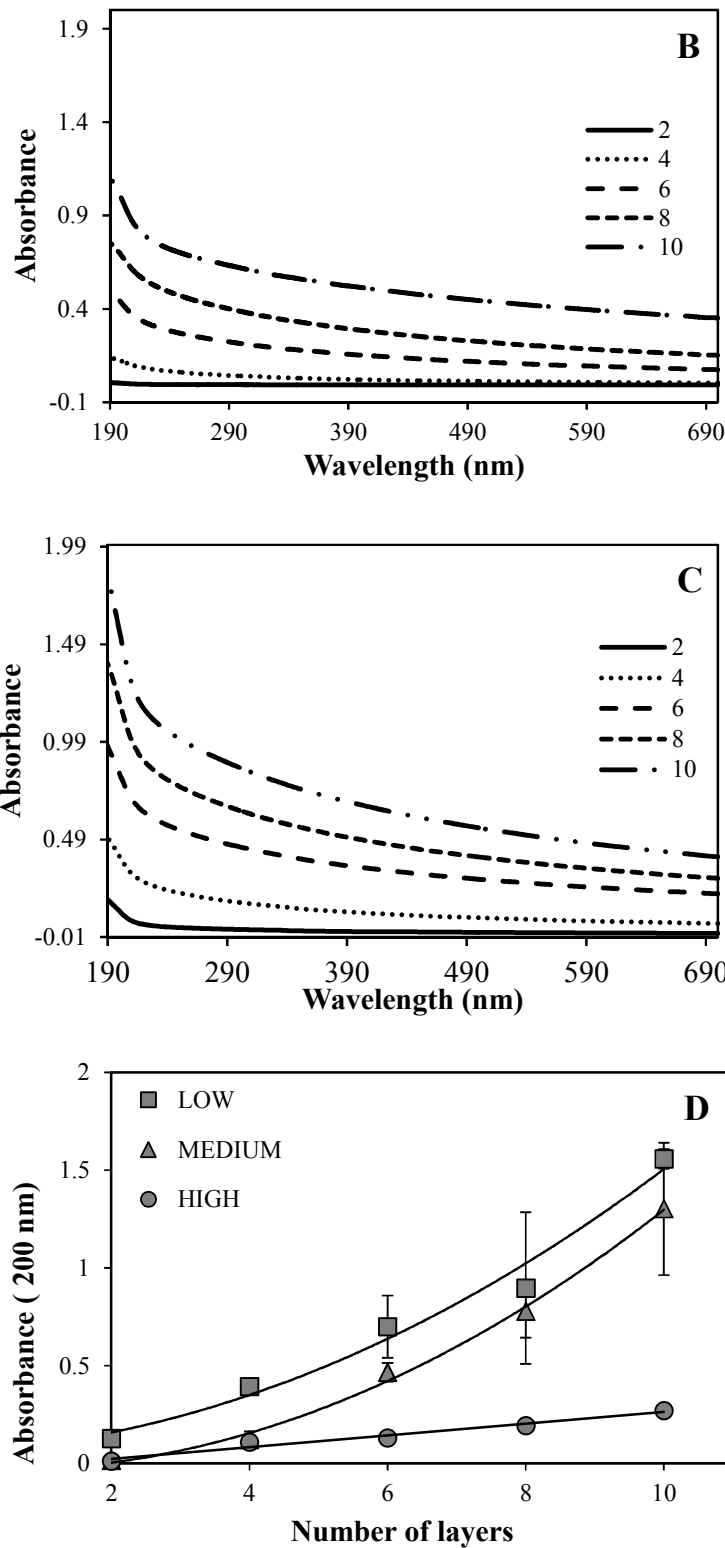 B
1.9
1.4
0.9
0.4
-0.1
Absorbance
2
4
6
8
10
190 290 390 490 590 690
Wavelength (nm)
C
1.99
1.49
0.99
0.49
-0.01
Absorbance
2
4
6
8
10
190 290 390 490 590 690
Wavelength (nm)
D
2
1.5
1
0.5
0
Absorbance ( 200 nm)
LOW
MEDIUM
HIGH
2 4 6 8 10
Number of layers